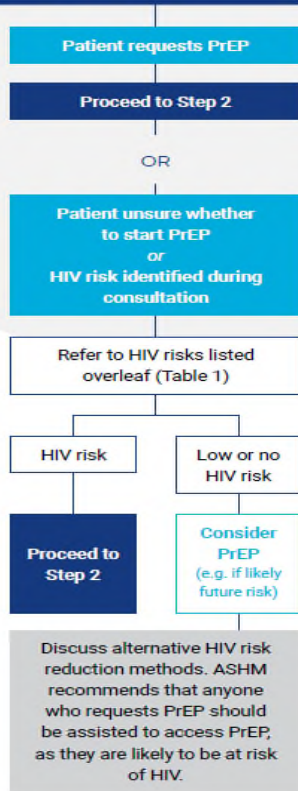 Patient requests PrEP
Proceed to Step 2
OR
Patient unsure whether
to start PrEP
or
HIV risk identified during
consultation
Refer to HIV risks listed
overleaf (Table 1)
HIV risk
Low or no
HIV risk
Proceed to
Step 2
Consider
PrEP
(e.g. if likely
future risk)
Discuss alternative HIV risk
reduction methods. ASHM
recommends that anyone
who requests PrEP should
be assisted to access PrEP,
as they are likely to be at risk
of HIV.